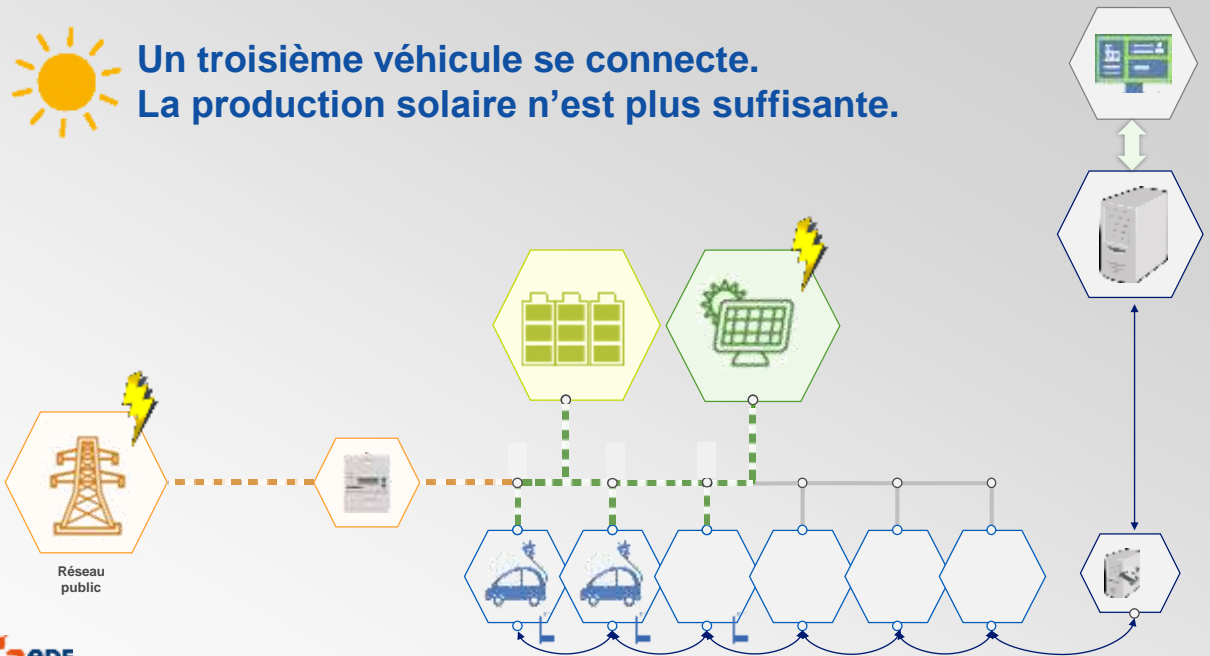 Un troisième véhicule se connecte.
La production solaire n’est plus suffisante.
Réseau
public